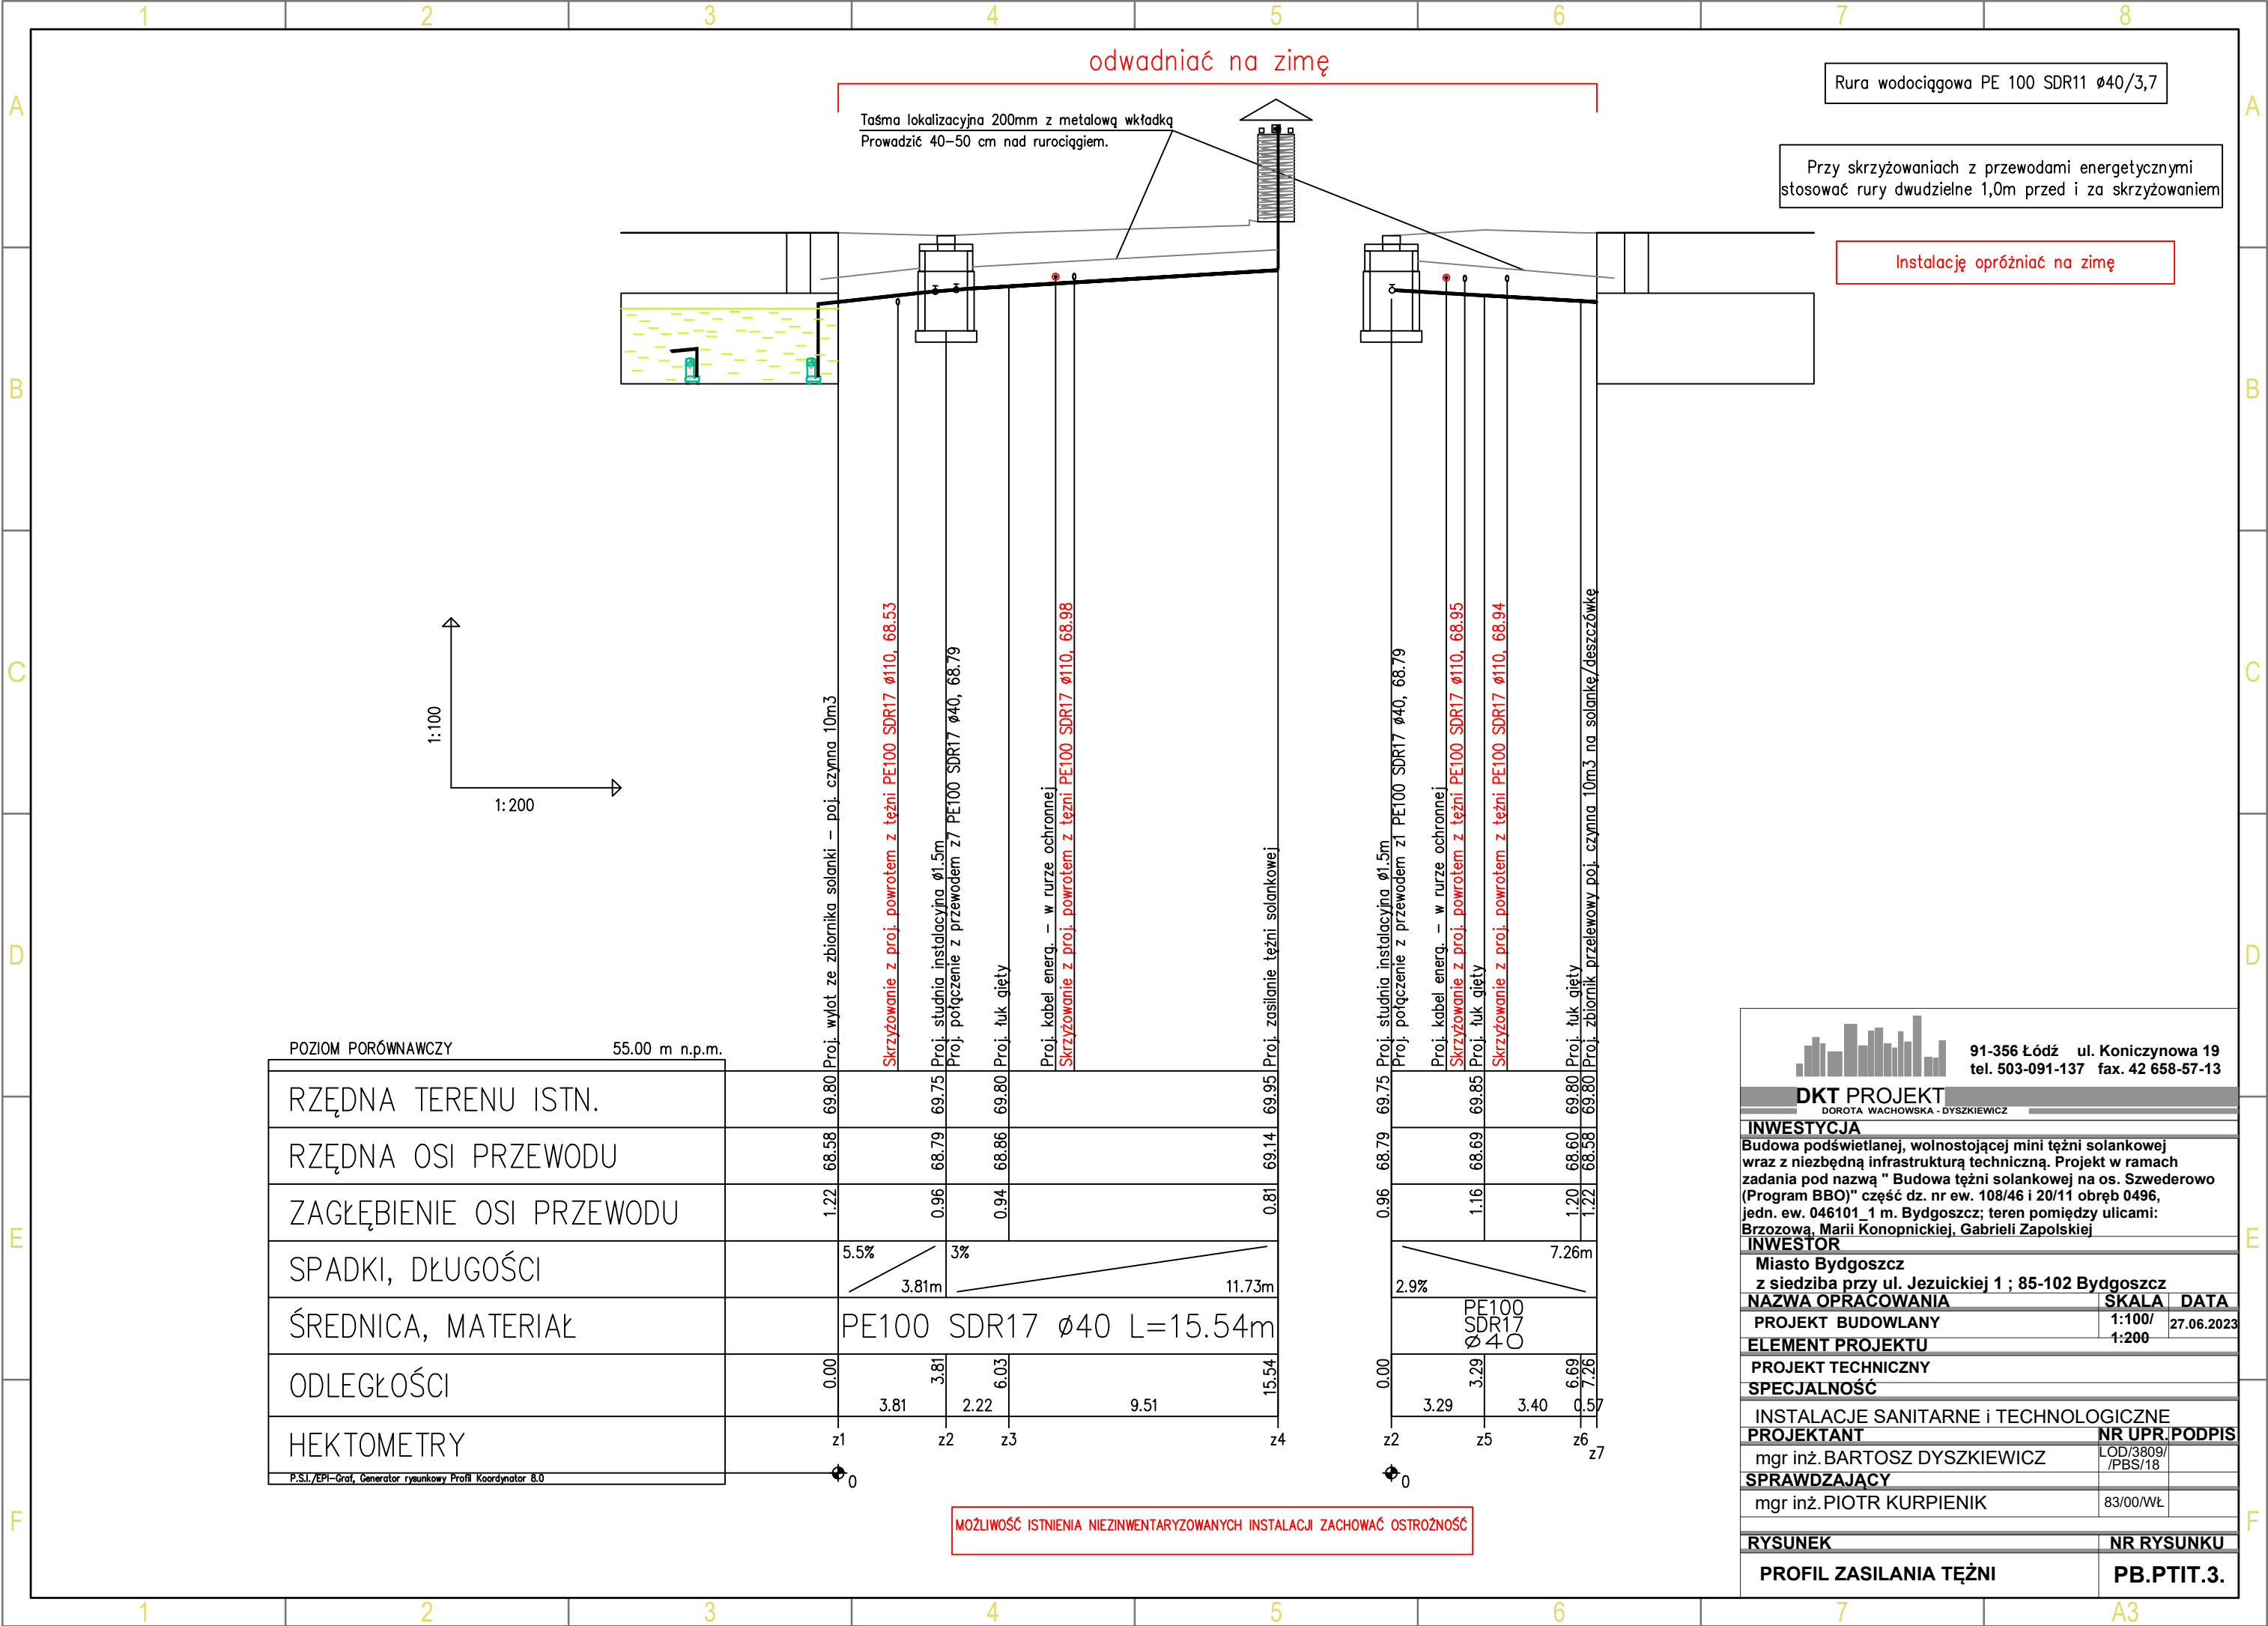 1 2 3 4 5 6 7 8
A A
B B
C C
D D
E E
F F
odwadniać na zimę
Taśma lokalizacyjna 200mm z metalową wkładką
Prowadzić 40-50 cm nad rurociągiem.
Rura wodociągowa PE 100 SDR11 ø40/3,7
Przy skrzyżowaniach z przewodami energetycznymi
stosować rury dwudzielne 1,0m przed i za skrzyżowaniem
Instalację opróżniać na zimę
1:100
1:200
Proj. wylot ze zbiornika solanki - poj. czynna 10m3
Skrzyżowanie z proj. powrotem z tężni PE100 SDR17 ø110, 68.53
Proj. studnia instalacyjna ø1.5m
Proj. połączenie z przewodem z7 PE100 SDR17 ø40, 68.79
Proj. łuk gięty
Proj. kabel energ. - w rurze ochronnej
Skrzyżowanie z proj. powrotem z tężni PE100 SDR17 ø110, 68.98
Proj. zasilanie tężni solankowej
Proj. studnia instalacyjna ø1.5m
Proj. połączenie z przewodem z1 PE100 SDR17 ø40, 68.79
Proj. kabel energ. - w rurze ochronnej
Skrzyżowanie z proj. powrotem z tężni PE100 SDR17 ø110, 68.95
Proj. łuk gięty
Skrzyżowanie z proj. powrotem z tężni PE100 SDR17 ø110, 68.94
Proj. łuk gięty
Proj. zbiornik przelewowy poj. czynna 10m3 na solankę/deszczówkę
POZIOM PORÓWNAWCZY 55.00 m n.p.m.
RZĘDNA TERENU ISTN. 69.80 69.75 69.80 69.95 69.75 69.85 69.80 69.80
RZĘDNA OSI PRZEWODU 68.58 68.79 68.86 69.14 68.79 68.69 68.60 68.58
ZAGŁĘBIENIE OSI PRZEWODU 1.22 0.96 0.94 0.81 0.96 1.16 1.20 1.22
SPADKI, DŁUGOŚCI 5.5% 3.81m 3% 11.73m 2.9% 7.26m
ŚREDNICA, MATERIAŁ PE100 SDR17 ø40 L=15.54m
PE100
SDR17
ø40
ODLEGŁOŚCI 0.00 3.81 6.03 15.54 0.00 3.29 6.69 7.26
3.81 2.22 9.51 3.29 3.40 0.57
HEKTOMETRY z1 z2 z3 z4 z2 z5 z6
z7
P.S.I./EPI-Graf, Generator rysunkowy Profil Koordynator 8.0
0 0
MOŻLIWOŚĆ ISTNIENIA NIEZINWENTARYZOWANYCH INSTALACJI ZACHOWAĆ OSTROŻNOŚĆ
91-356 Łódź ul. Koniczynowa 19
tel. 503-091-137 fax. 42 658-57-13
DKT PROJEKT
DOROTA WACHOWSKA - DYSZKIEWICZ
INWESTYCJA
Budowa podświetlanej, wolnostojącej mini tężni solankowej
wraz z niezbędną infrastrukturą techniczną. Projekt w ramach
zadania pod nazwą " Budowa tężni solankowej na os. Szwederowo
(Program BBO)" część dz. nr ew. 108/46 i 20/11 obręb 0496,
jedn. ew. 046101_1 m. Bydgoszcz; teren pomiędzy ulicami:
Brzozową, Marii Konopnickiej, Gabrieli Zapolskiej
INWESTOR
Miasto Bydgoszcz
z siedziba przy ul. Jezuickiej 1 ; 85-102 Bydgoszcz
NAZWA OPRACOWANIA SKALA DATA
PROJEKT BUDOWLANY 1:100/ 27.06.2023
1:200
ELEMENT PROJEKTU
PROJEKT TECHNICZNY
SPECJALNOŚĆ
INSTALACJE SANITARNE i TECHNOLOGICZNE
PROJEKTANT NR UPR. PODPIS
mgr inż. BARTOSZ DYSZKIEWICZ LOD/3809/
/PBS/18
SPRAWDZAJĄCY
mgr inż. PIOTR KURPIENIK 83/00/WŁ
RYSUNEK NR RYSUNKU
PROFIL ZASILANIA TĘŻNI PB.PTIT.3.
1 2 3 4 5 6 7 A3